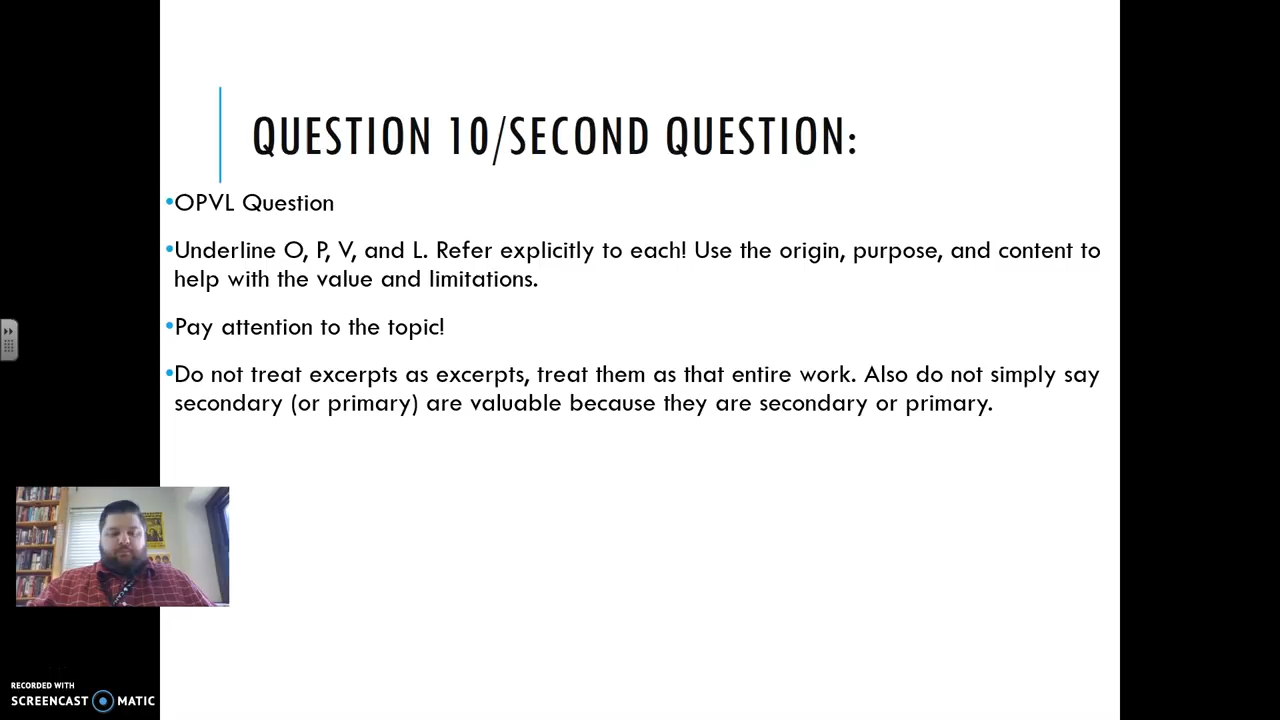 QUESTION 10/SECOND QUESTION:
•OPVL Question
•Underline O, P, V, and L. Refer explicitly to each! Use the origin, purpose, and content to
help with the value and limitations.
•Pay attention to the topic!
•Do not treat excerpts as excerpts, treat them as that entire work. Also do not simply say
secondary (or primary) are valuable because they are secondary or primary.
RECORDED WITH
SCREENCAST MATIC